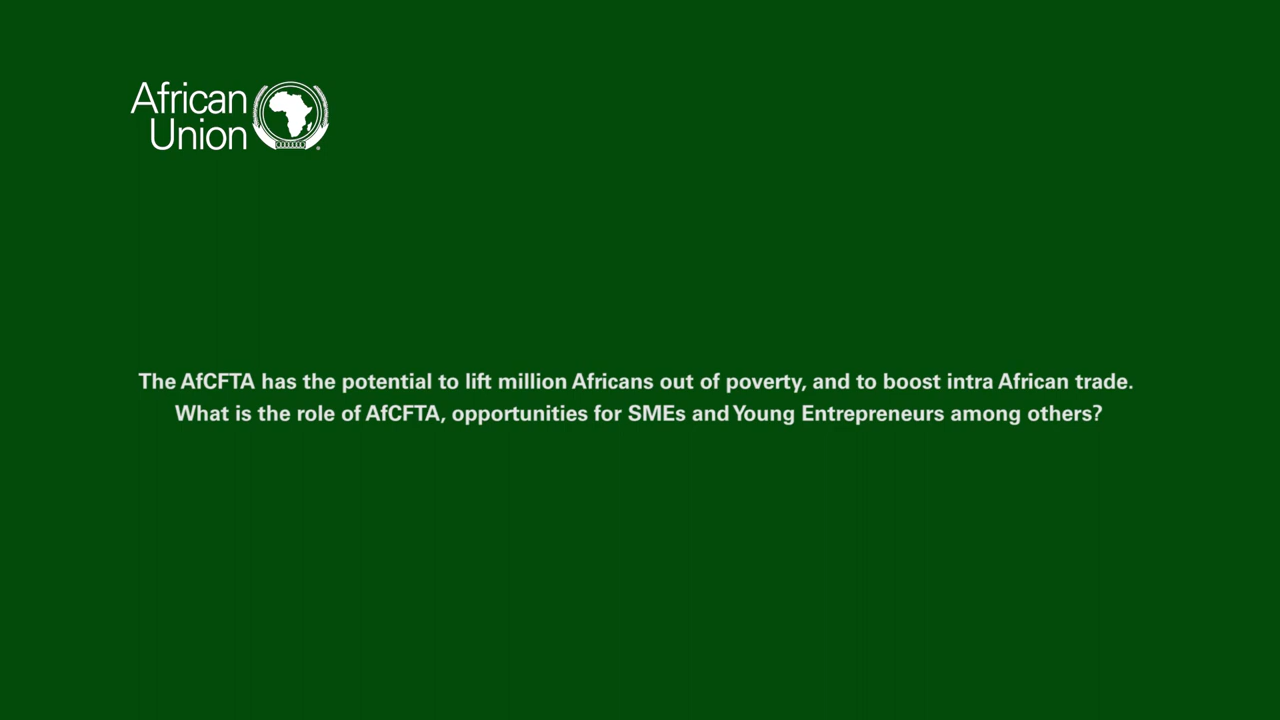 African
Union
The AfCFTA has the potential to lift million Africans out of poverty, and to boost intra African trade.
What is the role of AfCFTA, opportunities for SMEs and Young Entrepreneurs among others?